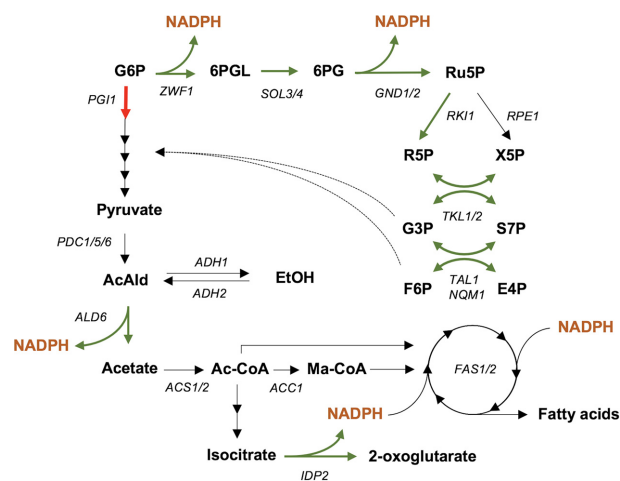 NADPH NADPH
G6P 6PGL 6PG Ru5P
ZWF1 SOL3/4 GND1/2
PGI1
RKI1 RPE1
R5P X5P
Pyruvate
TKL1/2
G3P S7P
PDC1/5/6
ADH1
AcAld EtOH
ADH2
TAL1
NQM1
F6P E4P
ALD6
NADPH
NADPH
Acetate Ac-CoA Ma-CoA
FAS1/2
ACS1/2 ACC1
NADPH
Fatty acids
Isocitrate 2-oxoglutarate
IDP2